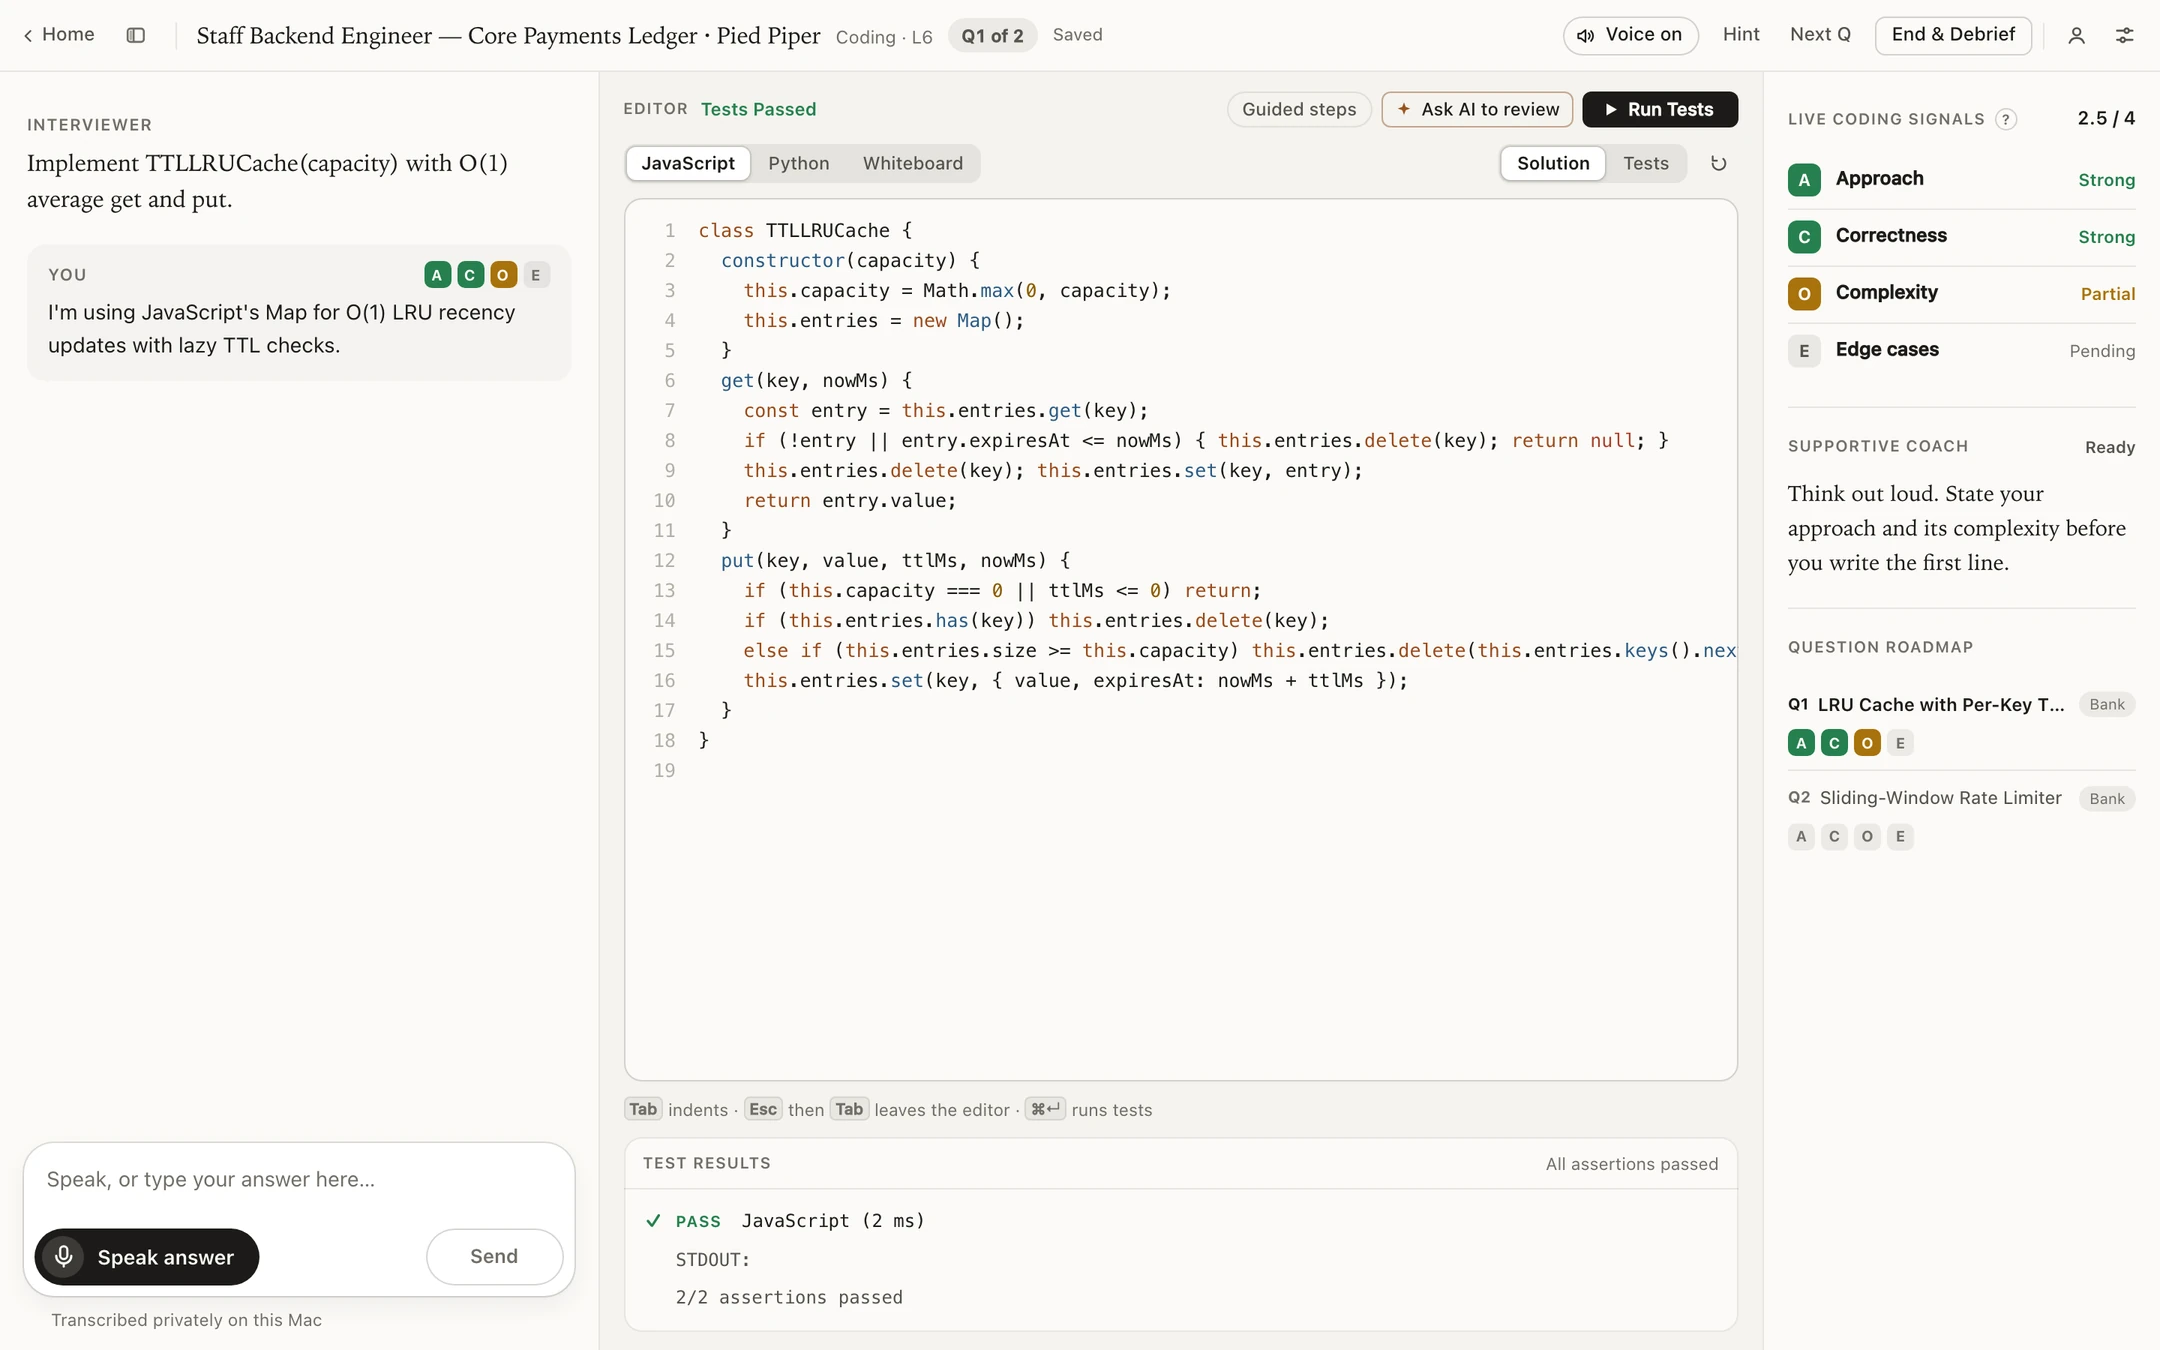 Home
Staff Backend Engineer — Core Payments Ledger · Pied Piper
Coding · L6
Q1 of 2
Saved
Voice on
Hint
Next Q
End & Debrief
INTERVIEWER
Implement TTLLRUCache(capacity) with O(1)
average get and put.
YOU
A C O E
I'm using JavaScript's Map for O(1) LRU recency
updates with lazy TTL checks.
Speak, or type your answer here...
Speak answer
Send
Transcribed privately on this Mac
EDITOR Tests Passed
Guided steps
Ask AI to review
Run Tests
JavaScript Python Whiteboard
Solution Tests
1 class TTLLRUCache {
2   constructor(capacity) {
3     this.capacity = Math.max(0, capacity);
4     this.entries = new Map();
5   }
6   get(key, nowMs) {
7     const entry = this.entries.get(key);
8     if (!entry || entry.expiresAt <= nowMs) { this.entries.delete(key); return null; }
9     this.entries.delete(key); this.entries.set(key, entry);
10     return entry.value;
11   }
12   put(key, value, ttlMs, nowMs) {
13     if (this.capacity === 0 || ttlMs <= 0) return;
14     if (this.entries.has(key)) this.entries.delete(key);
15     else if (this.entries.size >= this.capacity) this.entries.delete(this.entries.keys().nex
16     this.entries.set(key, { value, expiresAt: nowMs + ttlMs });
17   }
18 }
19
Tab indents · Esc then Tab leaves the editor · ⌘↵ runs tests
TEST RESULTS
All assertions passed
PASS JavaScript (2 ms)
STDOUT:
2/2 assertions passed
LIVE CODING SIGNALS ? 2.5 / 4
A Approach Strong
C Correctness Strong
O Complexity Partial
E Edge cases Pending
SUPPORTIVE COACH Ready
Think out loud. State your
approach and its complexity before
you write the first line.
QUESTION ROADMAP
Q1 LRU Cache with Per-Key T... Bank
A C O E
Q2 Sliding-Window Rate Limiter Bank
A C O E